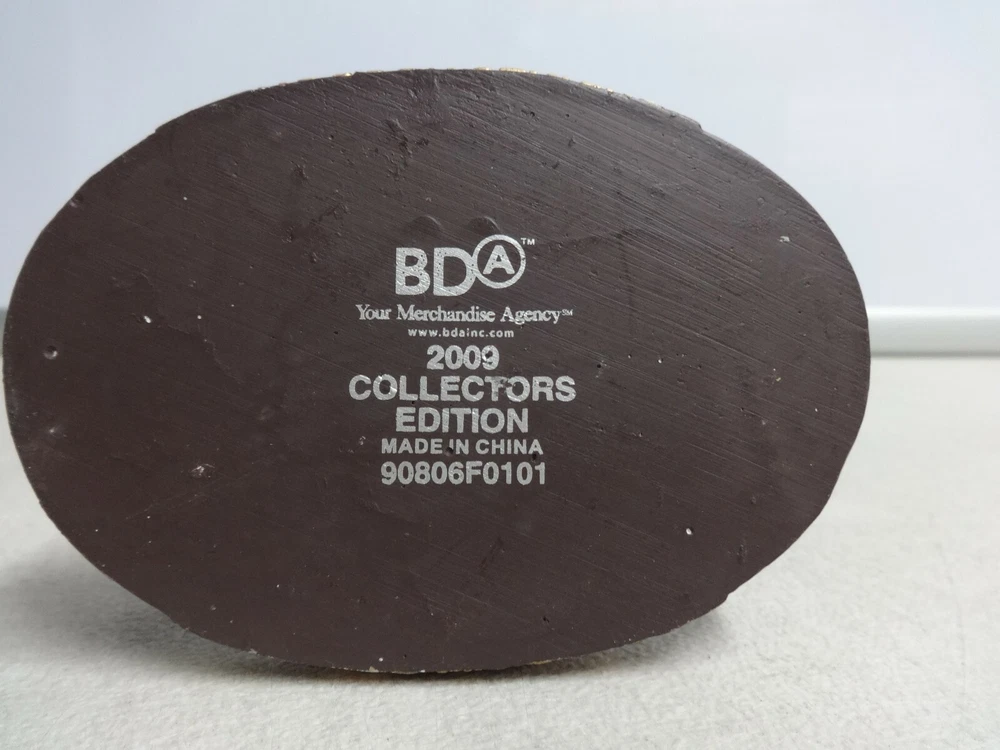 BDA™
Your Merchandise Agency℠
www.bdainc.com
2009
COLLECTORS
EDITION
MADE IN CHINA
90806F0101